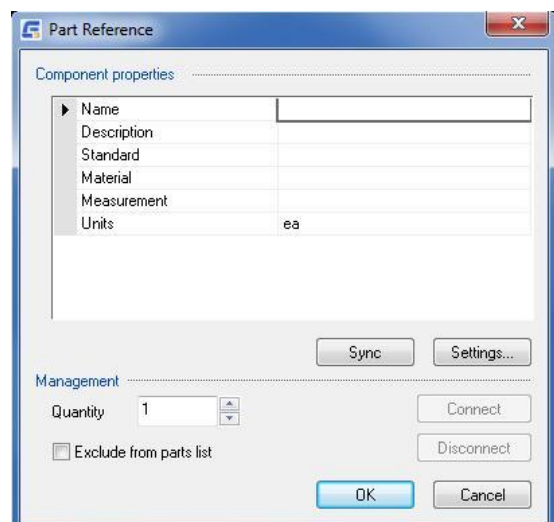 Part Reference
Component properties
Name
Description
Standard
Material
Measurement
Units ea
Sync Settings...
Management
Quantity 1 Connect
Exclude from parts list Disconnect
OK Cancel